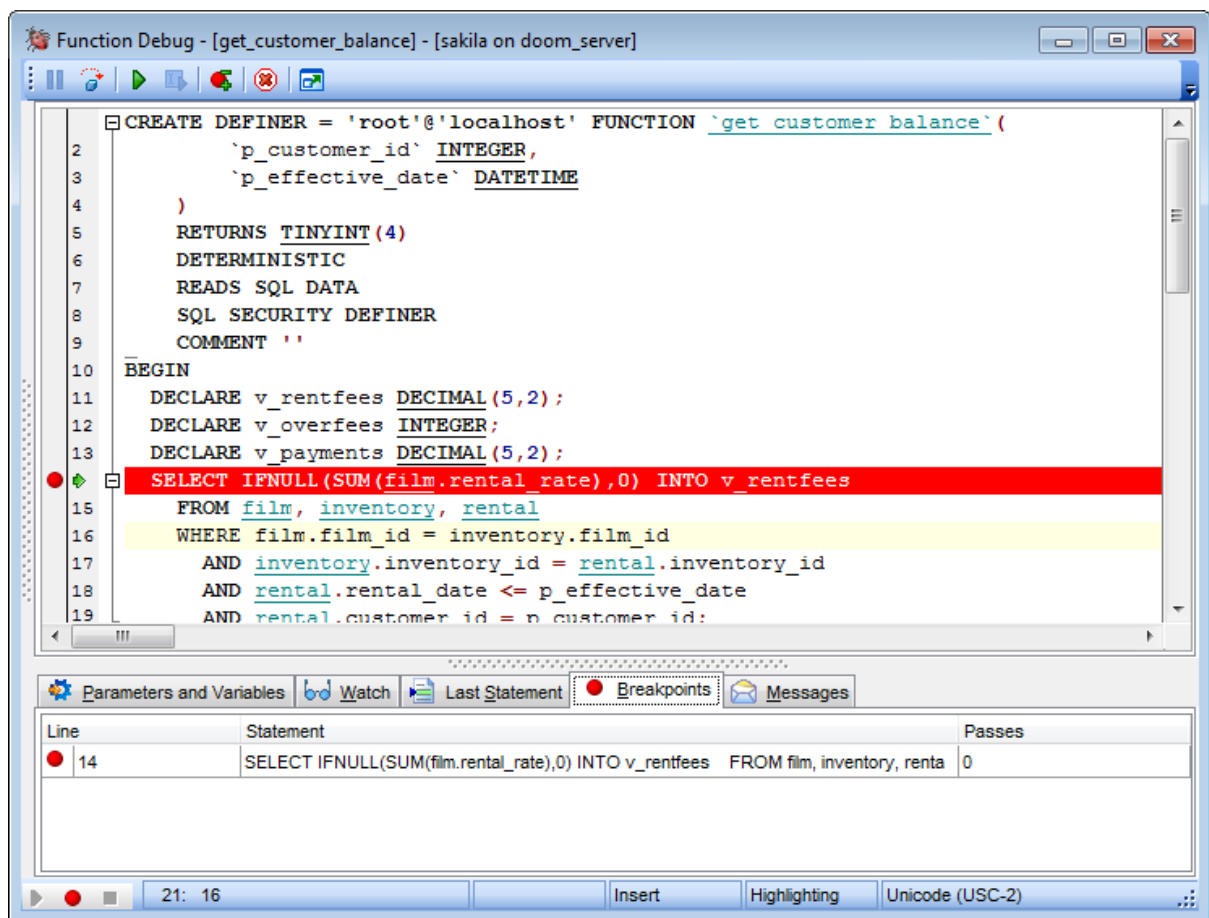 Function Debug - [get_customer_balance] - [sakila on doom_server]
CREATE DEFINER = 'root'@'localhost' FUNCTION `get_customer_balance`(
2 `p_customer_id` INTEGER,
3 `p_effective_date` DATETIME
4 )
5 RETURNS TINYINT(4)
6 DETERMINISTIC
7 READS SQL DATA
8 SQL SECURITY DEFINER
9 COMMENT ''
10 BEGIN
11 DECLARE v_rentfees DECIMAL(5,2);
12 DECLARE v_overfees INTEGER;
13 DECLARE v_payments DECIMAL(5,2);
SELECT IFNULL(SUM(film.rental_rate),0) INTO v_rentfees
15 FROM film, inventory, rental
16 WHERE film.film_id = inventory.film_id
17 AND inventory.inventory_id = rental.inventory_id
18 AND rental.rental_date <= p_effective_date
19 AND rental.customer_id = p_customer_id;
Parameters and Variables Watch Last Statement Breakpoints Messages
Line Statement Passes
14 SELECT IFNULL(SUM(film.rental_rate),0) INTO v_rentfees FROM film, inventory, renta 0
21: 16 Insert Highlighting Unicode (USC-2)